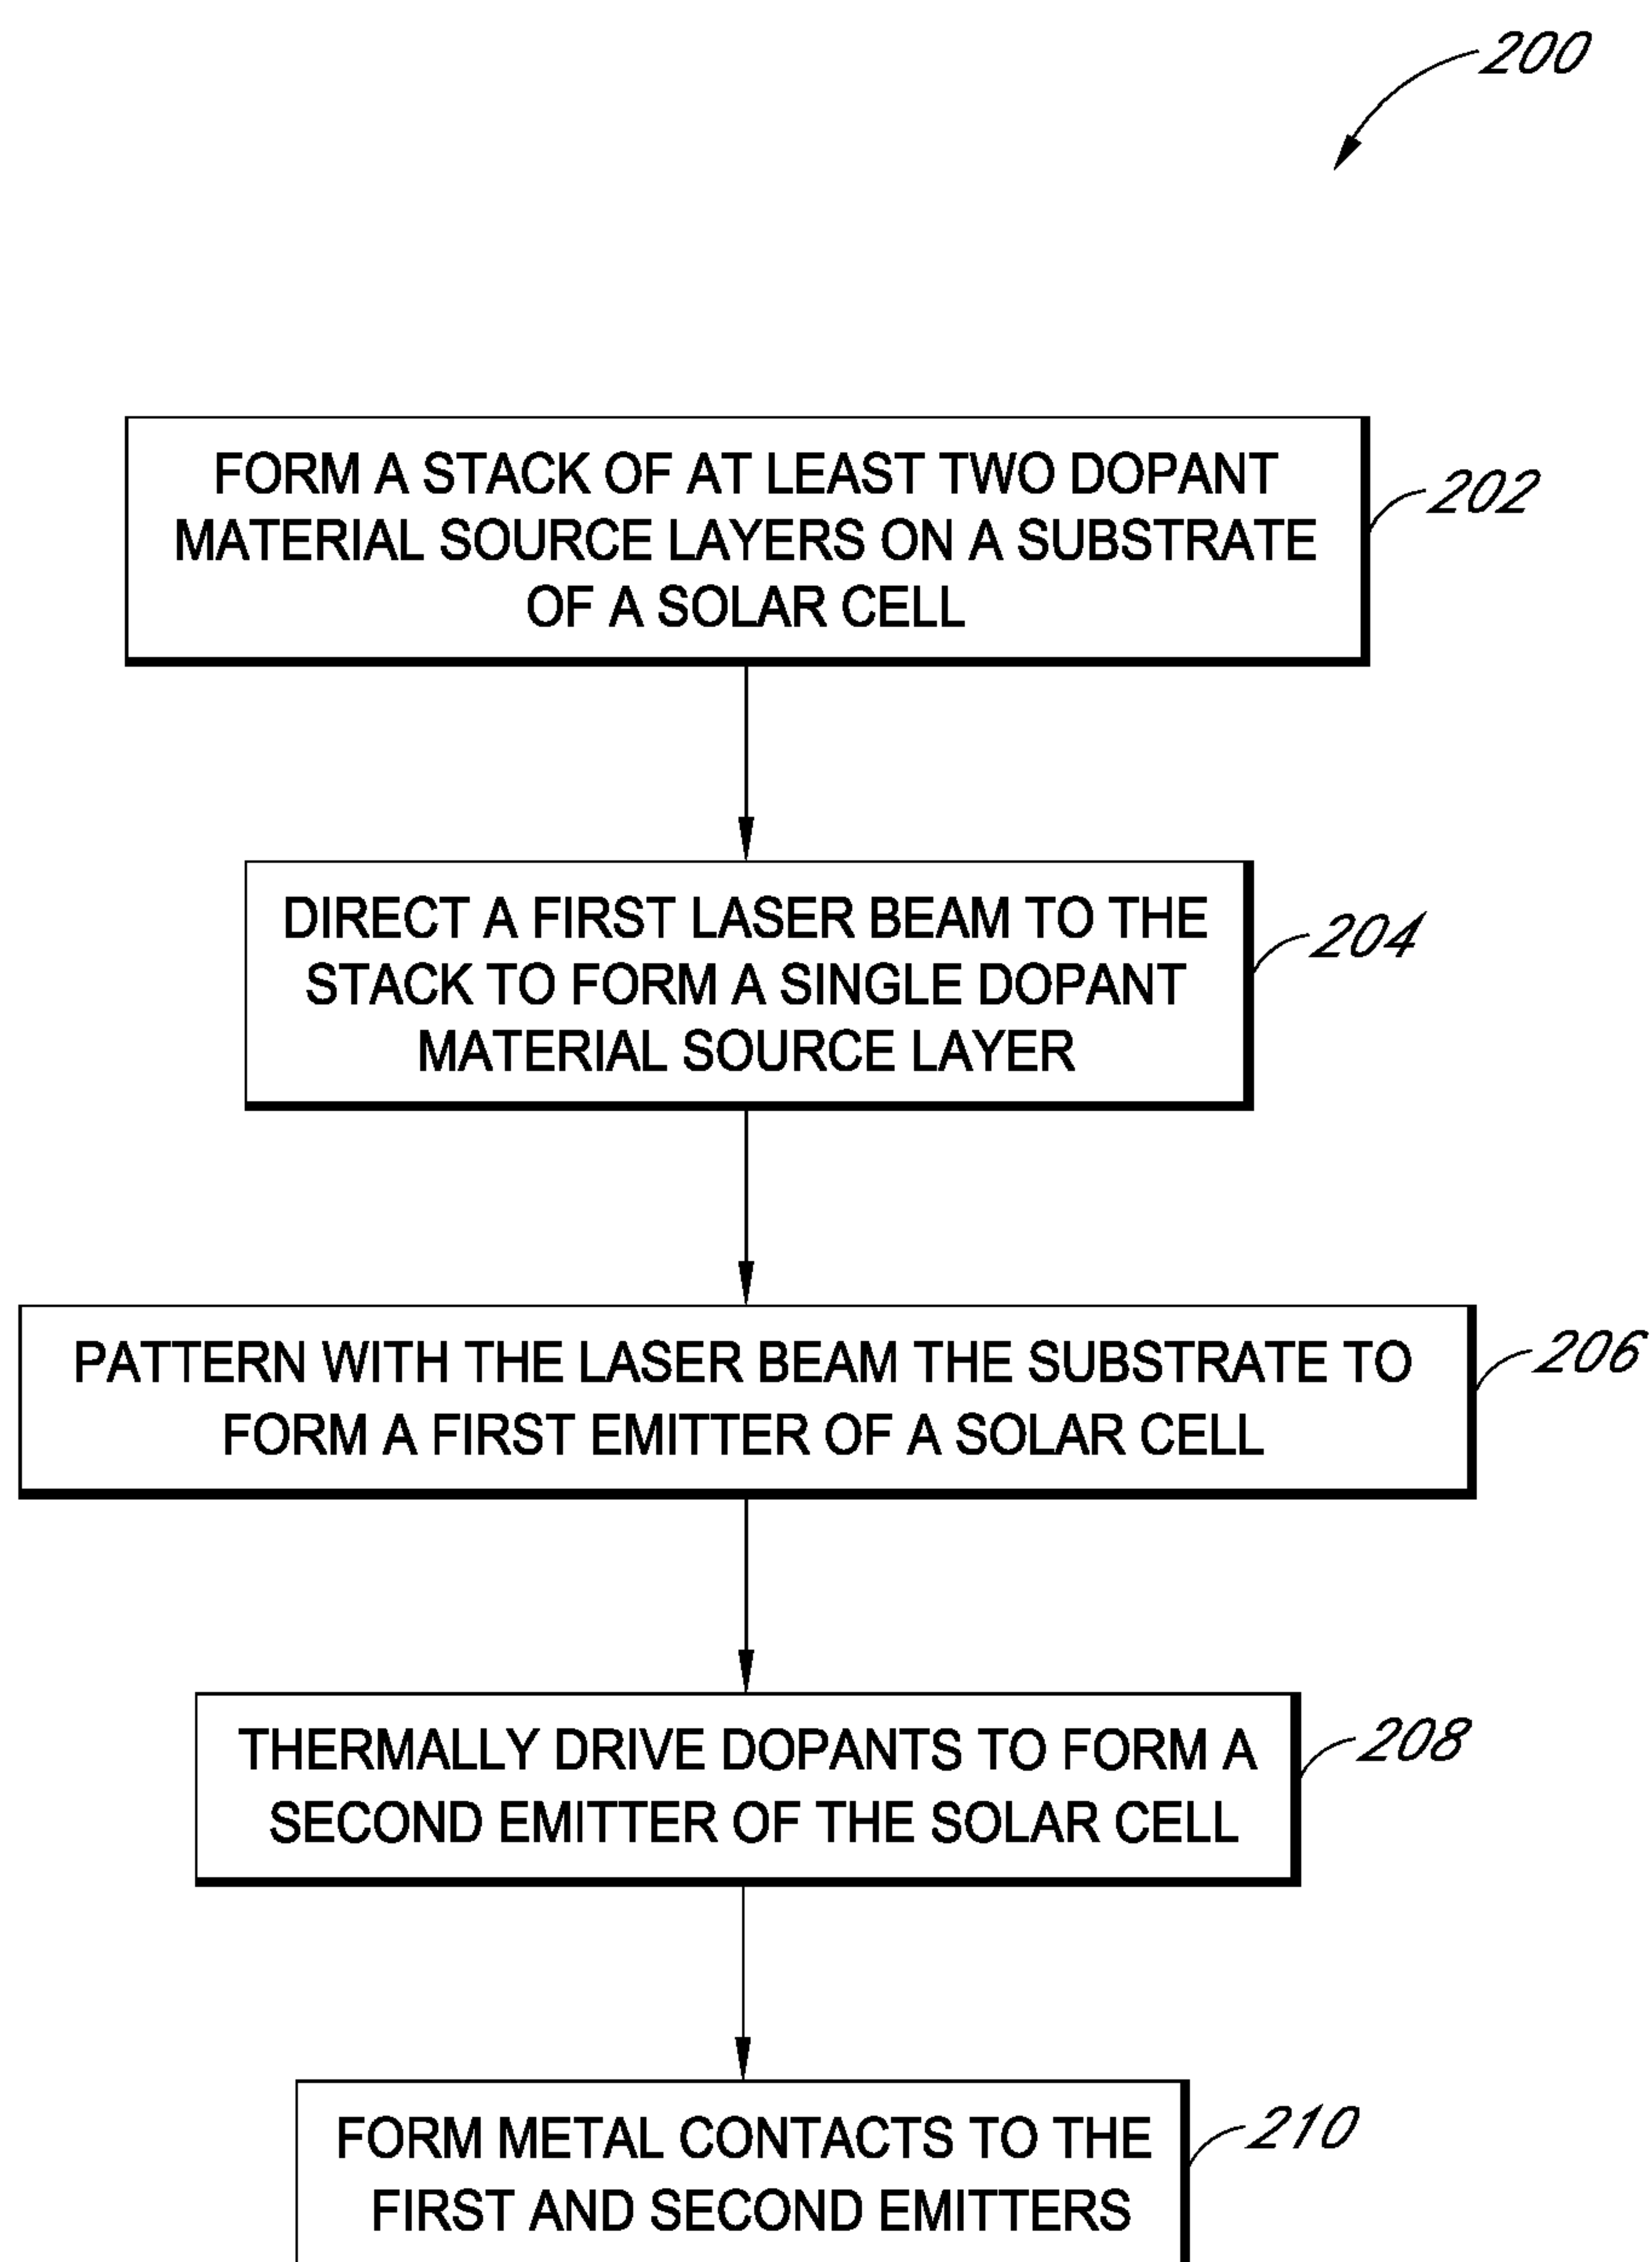 200
FORM A STACK OF AT LEAST TWO DOPANT
MATERIAL SOURCE LAYERS ON A SUBSTRATE
OF A SOLAR CELL
202
DIRECT A FIRST LASER BEAM TO THE
STACK TO FORM A SINGLE DOPANT
MATERIAL SOURCE LAYER
204
PATTERN WITH THE LASER BEAM THE SUBSTRATE TO
FORM A FIRST EMITTER OF A SOLAR CELL
206
THERMALLY DRIVE DOPANTS TO FORM A
SECOND EMITTER OF THE SOLAR CELL
208
FORM METAL CONTACTS TO THE
FIRST AND SECOND EMITTERS
210